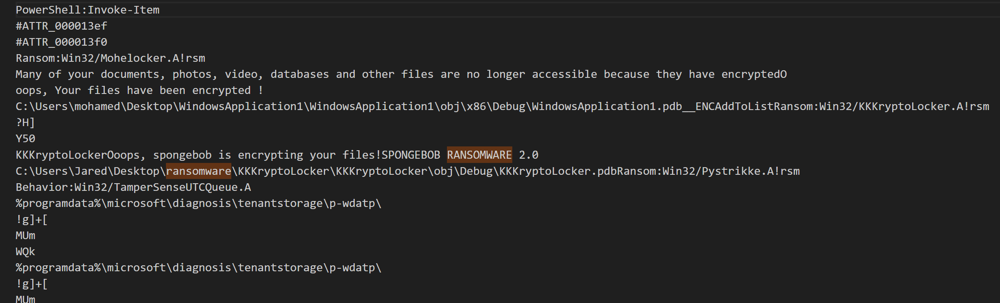 PowerShell:Invoke-Item
#ATTR_000013ef
#ATTR_000013f0
Ransom:Win32/Mohelocker.A!rsm
Many of your documents, photos, video, databases and other files are no longer accessible because they have encryptedO
oops, Your files have been encrypted !
C:\Users\mohamed\Desktop\WindowsApplication1\WindowsApplication1\obj\x86\Debug\WindowsApplication1.pdb__ENCAddToListRansom:Win32/KKKryptoLocker.A!rsm
?H]
Y50
KKKryptoLockerOoops, spongebob is encrypting your files!SPONGEBOB RANSOMWARE 2.0
C:\Users\Jared\Desktop\ransomware\KKKryptoLocker\KKKryptoLocker\obj\Debug\KKKryptoLocker.pdbRansom:Win32/Pystrikke.A!rsm
Behavior:Win32/TamperSenseUTCQueue.A
%programdata%\microsoft\diagnosis\tenantstorage\p-wdatp\
!g]+[
MUm
WQk
%programdata%\microsoft\diagnosis\tenantstorage\p-wdatp\
!g]+[
MUm